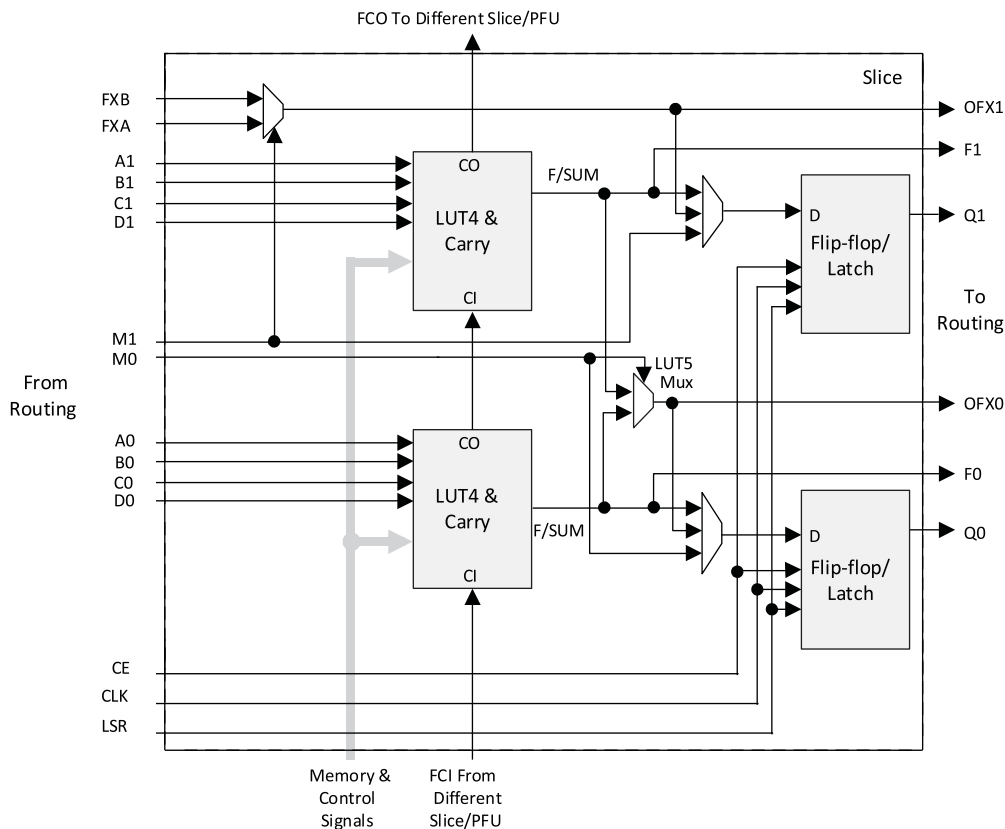 FCO To Different Slice/PFU
Slice
FXB
FXA
OFX1
F1
A1
B1
C1
D1
CO
LUT4 &
Carry
CI
F/SUM
D
Flip-flop/
Latch
Q1
To
Routing
M1
M0
From
Routing
LUT5
Mux
OFX0
A0
B0
C0
D0
CO
LUT4 &
Carry
CI
F/SUM
F0
D
Flip-flop/
Latch
Q0
CE
CLK
LSR
Memory &
Control
Signals
FCI From
Different
Slice/PFU